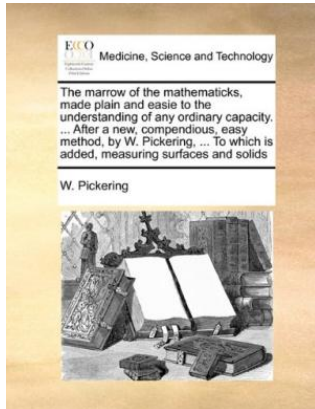 ECCO
Medicine, Science and Technology
The marrow of the mathematicks,
made plain and easie to the
understanding of any ordinary capacity.
... After a new, compendious, easy
method, by W. Pickering, ... To which is
added, measuring surfaces and solids
W. Pickering